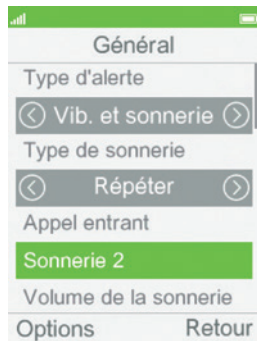 Général
Type d'alerte
Vib. et sonnerie
Type de sonnerie
Répéter
Appel entrant
Sonnerie 2
Volume de la sonnerie
Options Retour